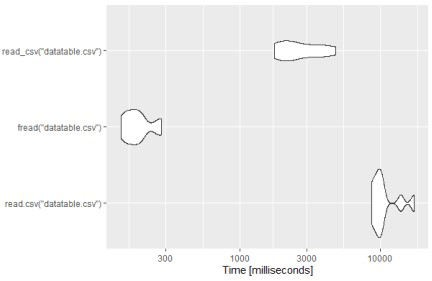 read_csv("datatable.csv")
fread("datatable.csv")
read.csv("datatable.csv")
300 1000 3000 10000
Time [milliseconds]